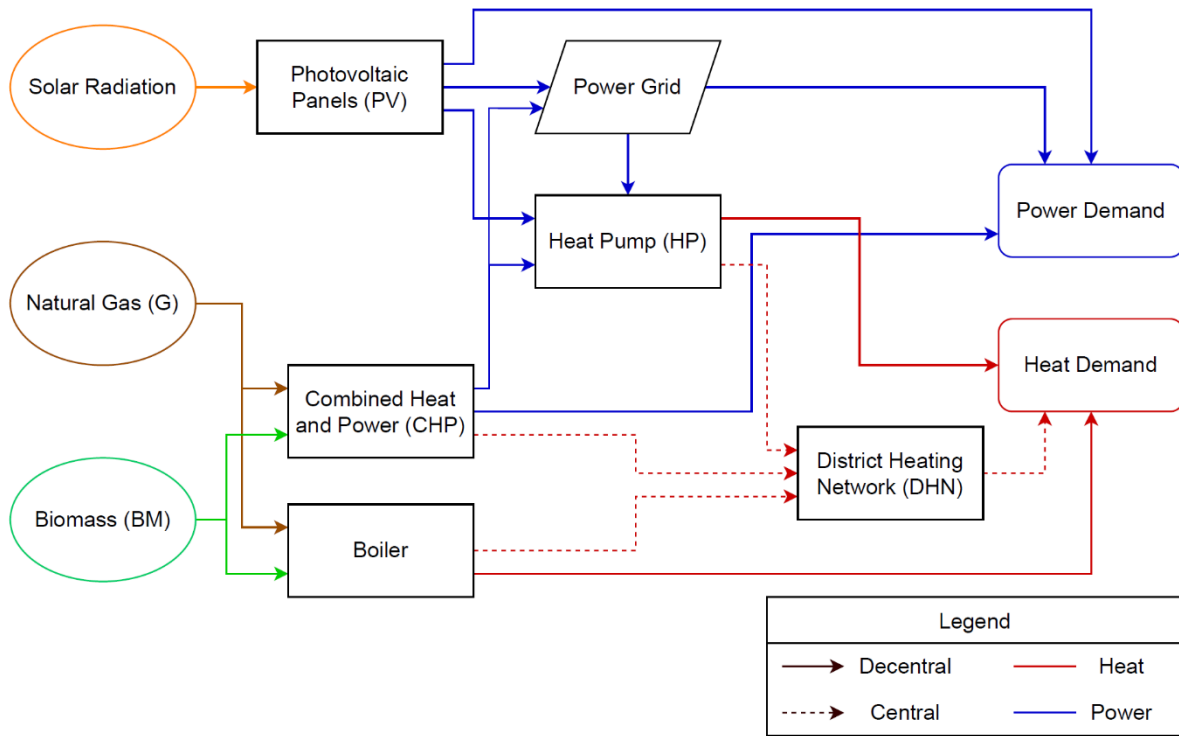 Solar Radiation
Photovoltaic
Panels (PV)
Power Grid
Power Demand
Heat Pump (HP)
Natural Gas (G)
Heat Demand
Combined Heat
and Power (CHP)
District Heating
Network (DHN)
Biomass (BM)
Boiler
Legend
Decentral
Heat
Central
Power